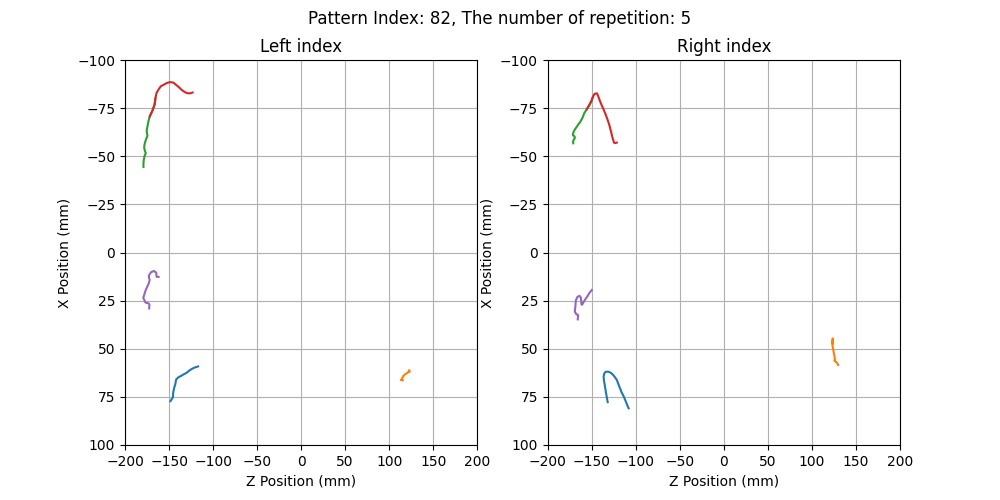 Pattern Index: 82, The number of repetition: 5
Left index
Right index
−100
−75
−50
−25
0
25
50
75
100
X Position (mm)
−200 −150 −100 −50 0 50 100 150 200
Z Position (mm)
−100
−75
−50
−25
0
25
50
75
100
X Position (mm)
−200 −150 −100 −50 0 50 100 150 200
Z Position (mm)